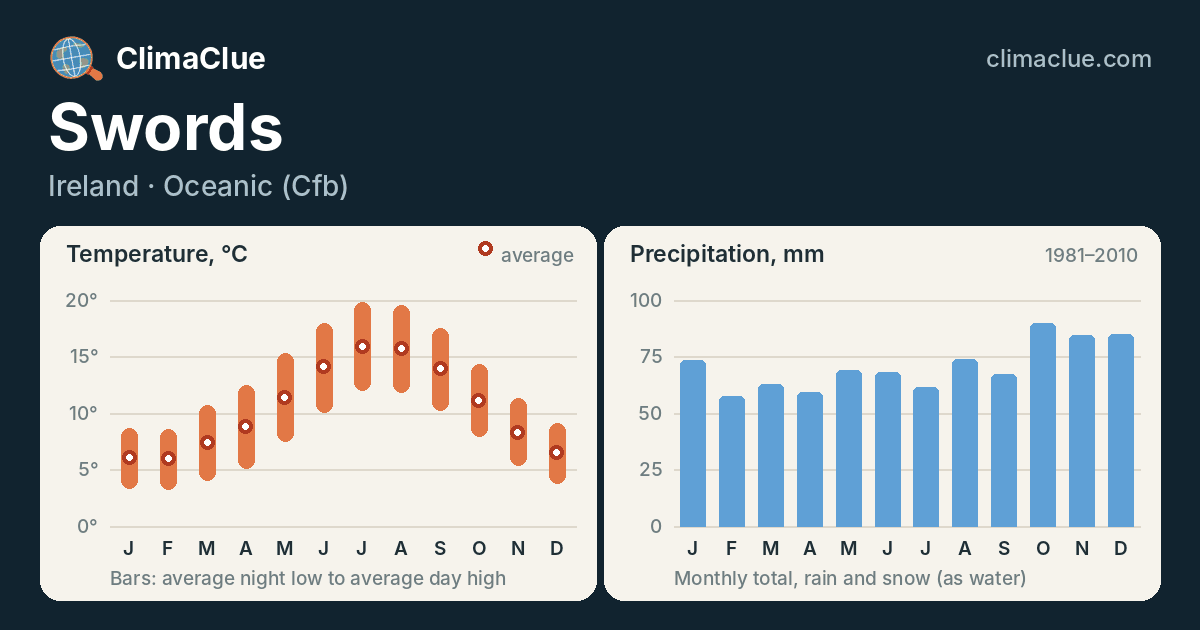 ClimaClue
climaclue.com
Swords
Ireland · Oceanic (Cfb)
Temperature, °C
average
20°
15°
10°
5°
0°
J F M A M J J A S O N D
Bars: average night low to average day high
Precipitation, mm
1981–2010
100
75
50
25
0
J F M A M J J A S O N D
Monthly total, rain and snow (as water)